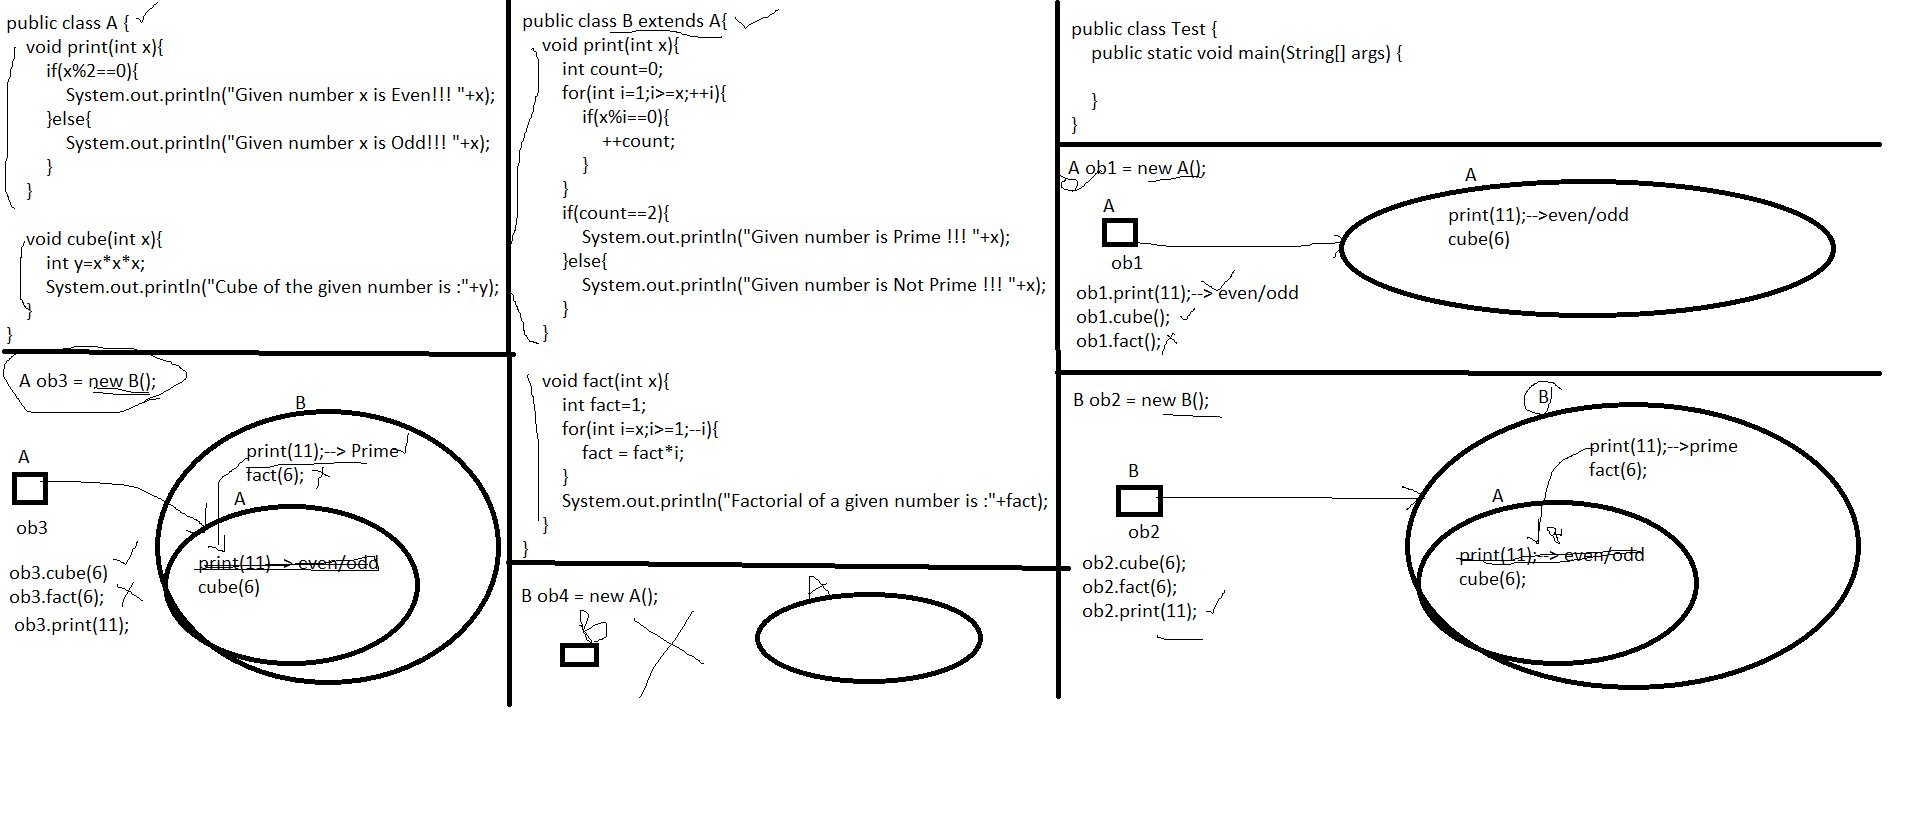 public class A {
void print(int x){
if(x%2==0){
System.out.println("Given number x is Even!!! "+x);
}else{
System.out.println("Given number x is Odd!!! "+x);
}
}
void cube(int x){
int y=x*x*x;
System.out.println("Cube of the given number is :"+y);
}
}
A ob3 = new B();
B
print(11);--> Prime
fact(6);
A
A
ob3
print(11)--> even/odd
cube(6)
ob3.cube(6)
ob3.fact(6);
ob3.print(11);
public class B extends A{
void print(int x){
int count=0;
for(int i=1;i>=x;++i){
if(x%i==0){
++count;
}
}
if(count==2){
System.out.println("Given number is Prime !!! "+x);
}else{
System.out.println("Given number is Not Prime !!! "+x);
}
}
void fact(int x){
int fact=1;
for(int i=x;i>=1;--i){
fact = fact*i;
}
System.out.println("Factorial of a given number is :"+fact);
}
}
B ob4 = new A();
B
A
public class Test {
public static void main(String[] args) {
}
}
A ob1 = new A();
A
A
ob1
print(11);-->even/odd
cube(6)
ob1.print(11);--> even/odd
ob1.cube();
ob1.fact();
B ob2 = new B();
B
print(11);-->prime
fact(6);
B
A
ob2
print(11);--> even/odd
cube(6);
ob2.cube(6);
ob2.fact(6);
ob2.print(11);